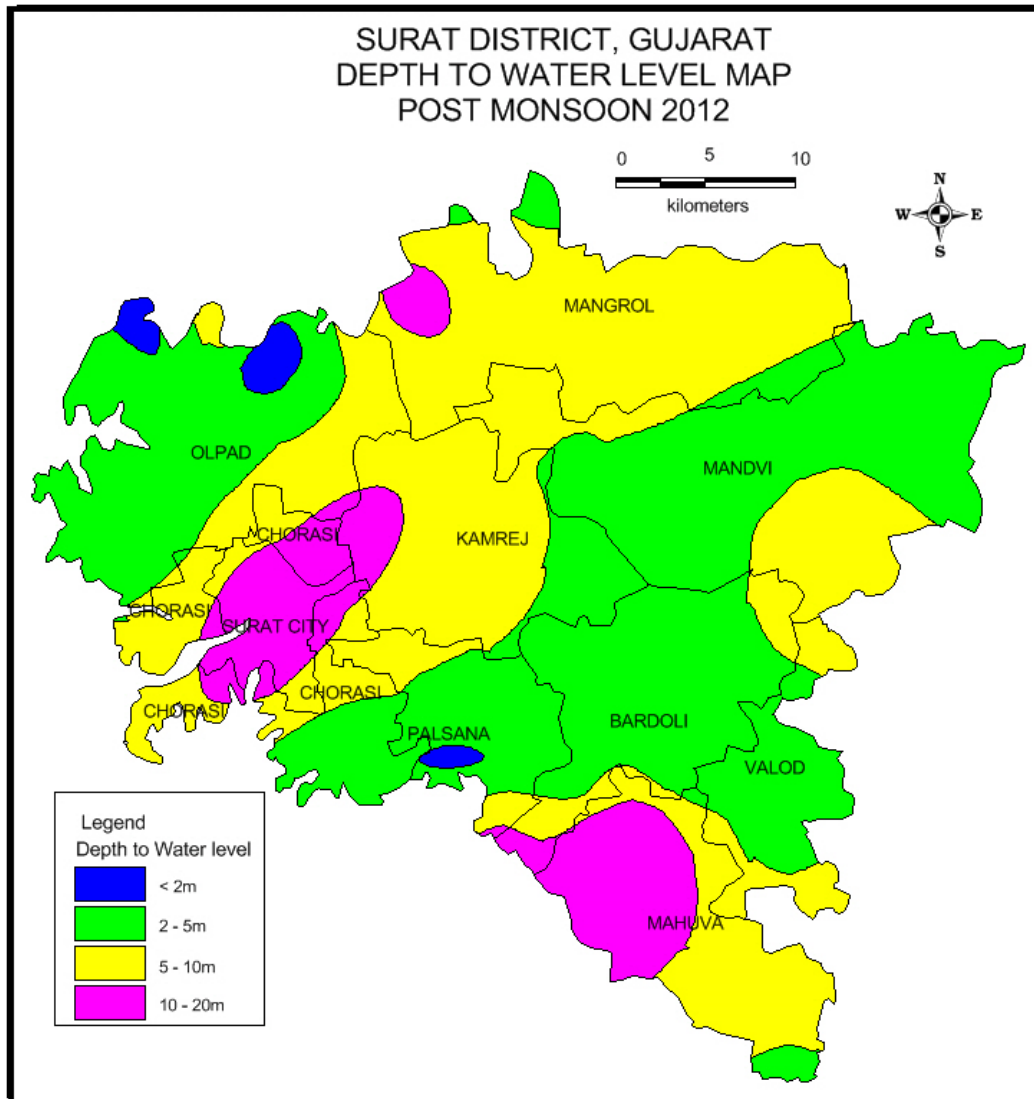 SURAT DISTRICT, GUJARAT
DEPTH TO WATER LEVEL MAP
POST MONSOON 2012
0 5 10
kilometers
N
W E
S
MANGROL
OLPAD
MANDVI
CHORASI
KAMREJ
CHORASI
SURAT CITY
CHORASI
CHORASI
BARDOLI
PALSANA
VALOD
MAHUVA
Legend
Depth to Water level
< 2m
2 - 5m
5 - 10m
10 - 20m